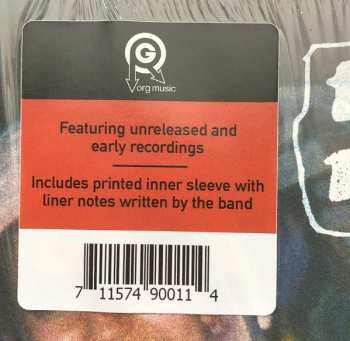 org music
Featuring unreleased and
early recordings
Includes printed inner sleeve with
liner notes written by the band
7 11574 90011 4